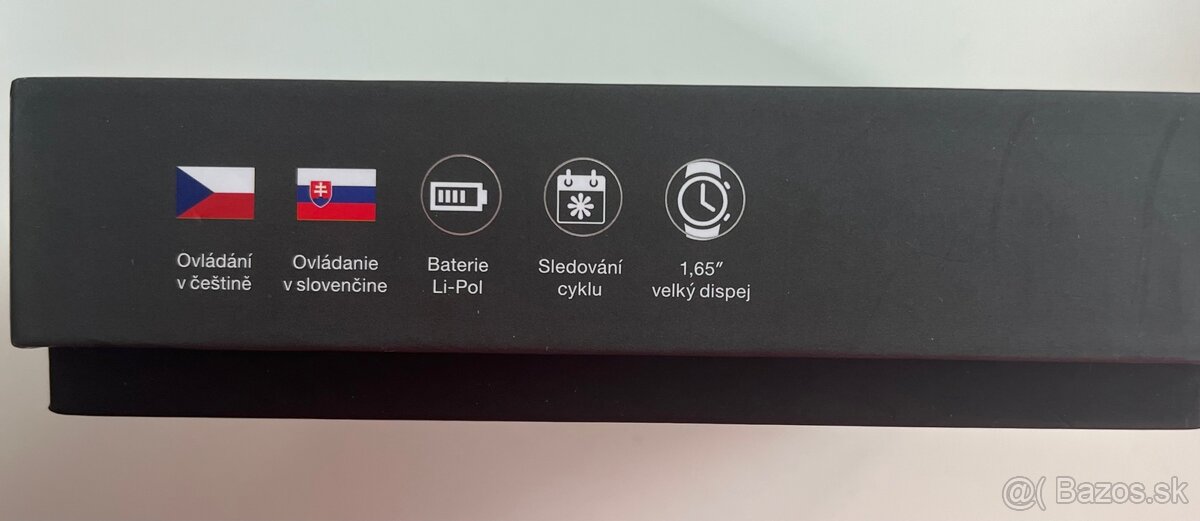 Ovládání
v češtině
Ovládanie
v slovenčine
Baterie
Li-Pol
Sledování
cyklu
1,65″
velký dispej
@( Bazos.sk